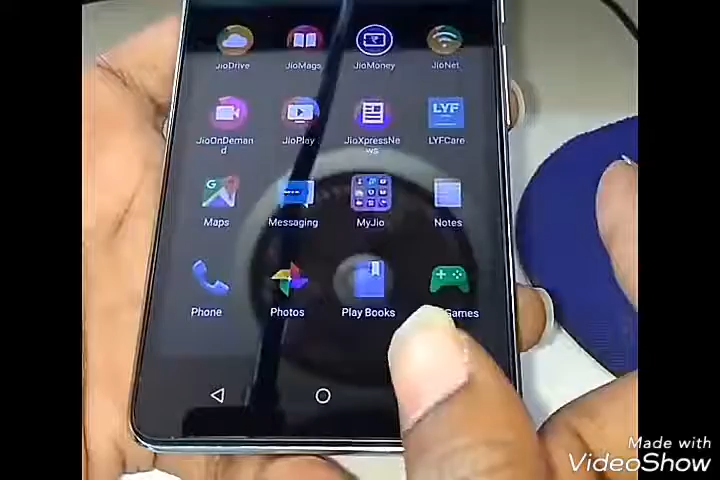 JioDrive JioMags JioMoney JioNet
JioOnDeman
d
JioPlay
JioXpressNe
ws
LYF
LYFCare
Maps Messaging MyJio Notes
Phone Photos Play Books Games
Made with
VideoShow